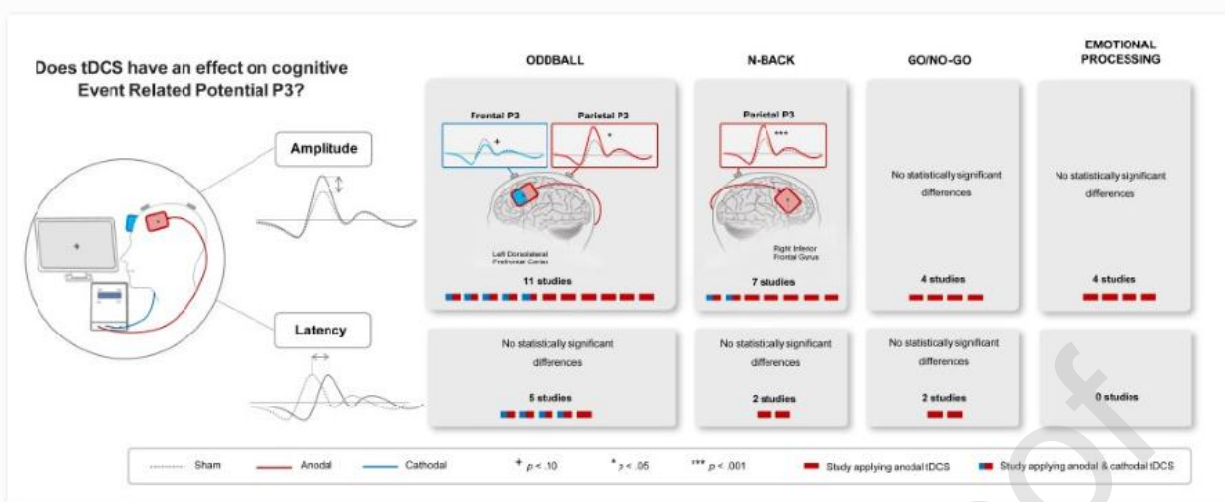 Does tDCS have an effect on cognitive
Event Related Potential P3?
Amplitude
Latency
ODDBALL
Frontal P3
Parietal P3
+
*
Left Dorsolateral
Prefrontal Cortex
11 studies
No statistically significant
differences
5 studies
N-BACK
Parietal P3
***
Right Inferior
Frontal Gyrus
7 studies
No statistically significant
differences
2 studies
GO/NO-GO
No statistically significant
differences
4 studies
No statistically significant
differences
2 studies
EMOTIONAL
PROCESSING
No statistically significant
differences
4 studies
0 studies
Sham
Anodal
Cathodal
+ p < .10
* p < .05
*** p < .001
Study applying anodal tDCS
Study applying anodal & cathodal tDCS